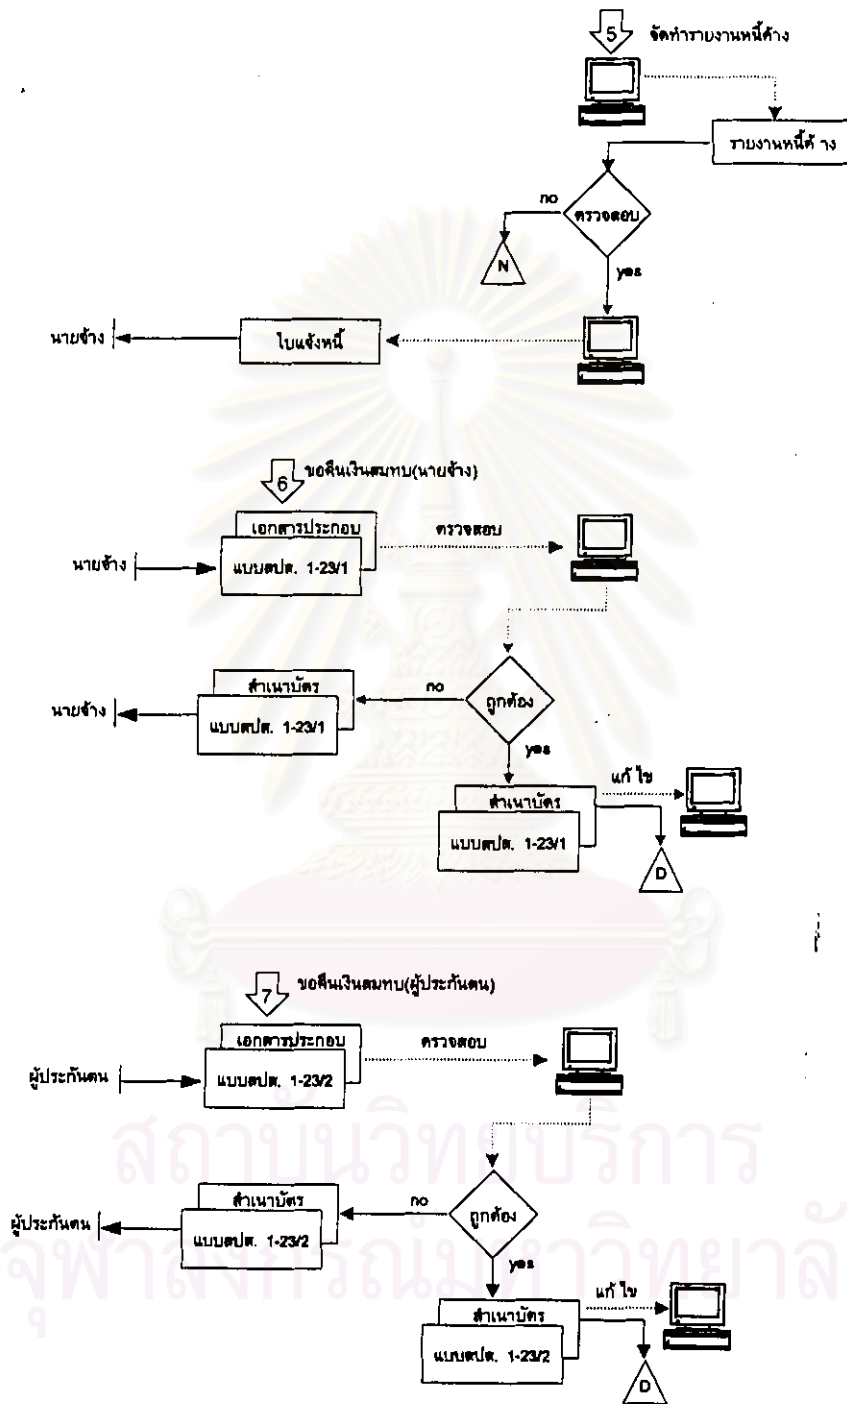 5 จัดทำรายงานหนี้ค้าง
รายงานหนี้ค้ าง
ตรวจสอบ
no
N
yes
นายจ้าง
ใบแจ้งหนี้
6 ขอคืนเงินสมทบ(นายจ้าง)
เอกสารประกอบ
ตรวจสอบ
นายจ้าง
แบบสปส. 1-23/1
สำเนาบัตร
no
ถูกต้อง
นายจ้าง
แบบสปส. 1-23/1
yes
แก้ ไข
สำเนาบัตร
แบบสปส. 1-23/1
D
7 ขอคืนเงินสมทบ(ผู้ประกันตน)
เอกสารประกอบ
ตรวจสอบ
ผู้ประกันตน
แบบสปส. 1-23/2
สถาบันวิทยบริการ
สำเนาบัตร
no
ถูกต้อง
ผู้ประกันตน
แบบสปส. 1-23/2
จุฬาลงกรณ์มหาวิทยาลั
yes
แก้ ไข
สำเนาบัตร
แบบสปส. 1-23/2
D